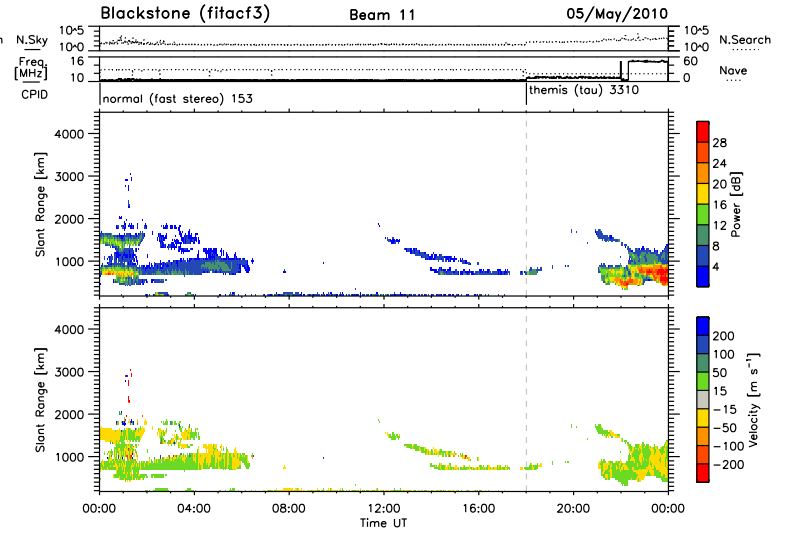 Blackstone (fitacf3)
Beam 11
05/May/2010
N.Sky
10^5
10^0
10^5
10^0
N.Search
Freq.
[MHz]
16
10
60
0
Nave
CPID
normal (fast stereo) 153
themis (tau) 3310
Slant Range [km]
4000
3000
2000
1000
28
24
20
16
12
8
4
Power [dB]
Slant Range [km]
4000
3000
2000
1000
200
100
50
15
-15
-50
-100
-200
Velocity [m s^-1]
00:00 04:00 08:00 12:00 16:00 20:00 00:00
Time UT